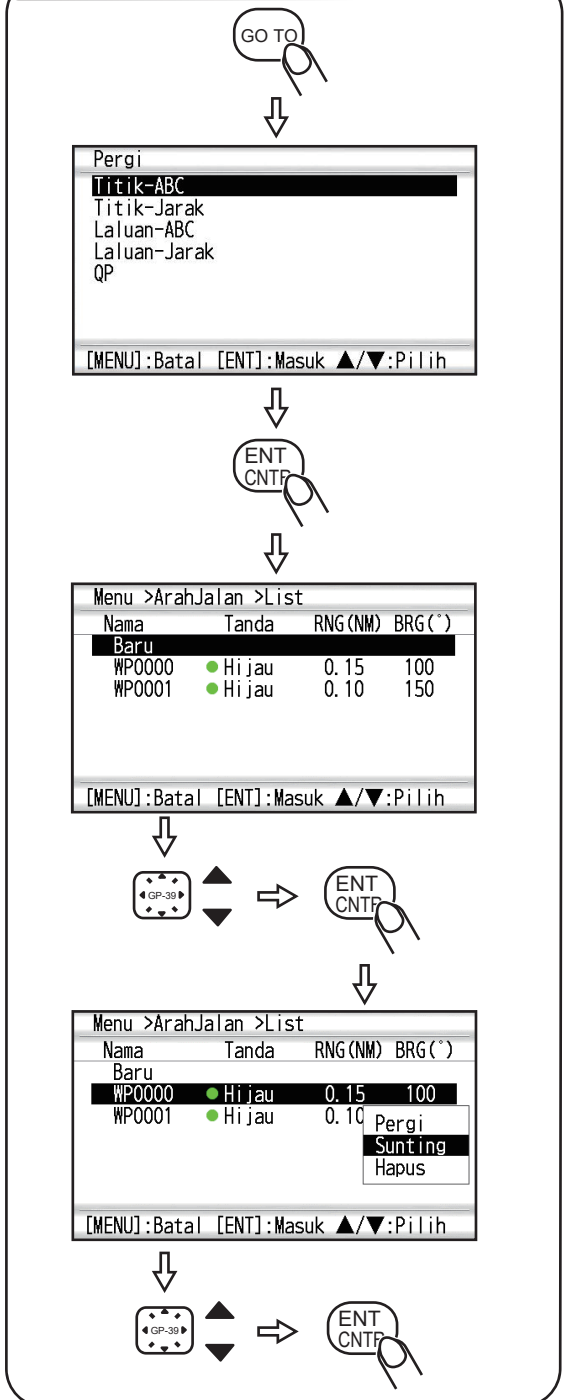 GO TO
Pergi
Titik-ABC
Titik-Jarak
Laluan-ABC
Laluan-Jarak
QP
[MENU]:Batal [ENT]:Masuk ▲/▼:Pilih
ENT
CNTR
Menu >ArahJalan >List
Nama Tanda RNG(NM) BRG(°)
Baru
WP0000 ●Hijau 0.15 100
WP0001 ●Hijau 0.10 150
[MENU]:Batal [ENT]:Masuk ▲/▼:Pilih
GP-39
ENT
CNTR
Menu >ArahJalan >List
Nama Tanda RNG(NM) BRG(°)
Baru
WP0000 ●Hijau 0.15 100
WP0001 ●Hijau 0.10
Pergi
Sunting
Hapus
[MENU]:Batal [ENT]:Masuk ▲/▼:Pilih
GP-39
ENT
CNTR